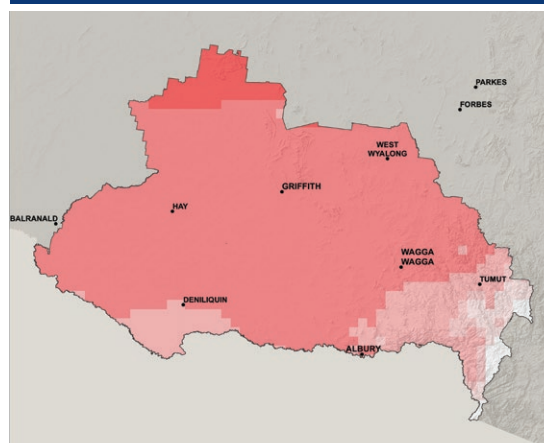 PARKES
FORBES
WEST
WYALONG
GRIFFITH
HAY
BALRANALD
WAGGA
WAGGA
TUMUT
DENILIQUIN
ALBURY